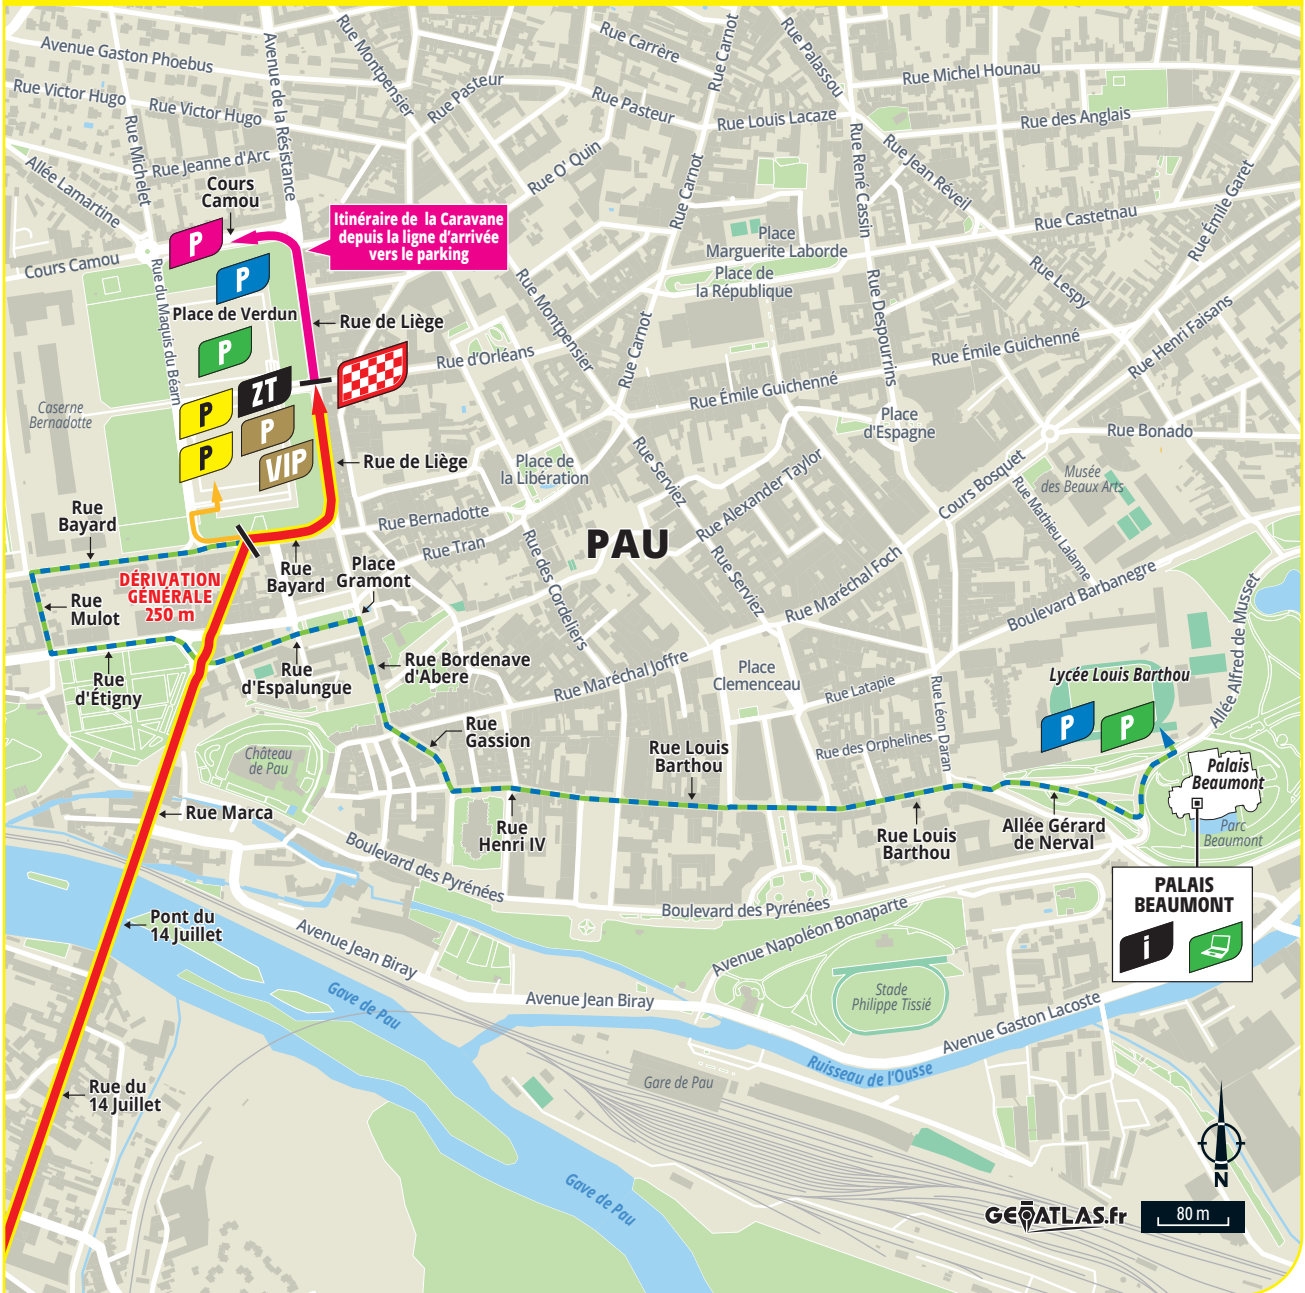 Avenue Gaston Phoebus
Avenue de la Résistance
Rue Montpensier
Rue Carrère
Rue Carnot
Rue Palassou
Rue Michel Hounau
Rue Victor Hugo
Rue Victor Hugo
Rue Pasteur
Rue Pasteur
Rue Louis Lacaze
Rue des Anglais
Rue Michelet
Rue Jeanne d'Arc
Allée Lamartine
Rue O' Quin
Rue Carnot
Rue René Cassin
Rue Jean Réveil
Rue Émile Garet
Cours
Camou
Itinéraire de la Caravane
depuis la ligne d'arrivée
vers le parking
P
Cours Camou
Rue du Maquis du Béarn
P
Place
Marguerite Laborde
Place de
la République
Rue Castetnau
Rue Lespy
Place de Verdun
Rue de Liège
Rue Montpensier
Rue Carnot
Rue Despourrins
Rue Henri Faisans
P
Rue d'Orléans
Rue Émile Guichenné
Rue Émile Guichenné
ZT
P
P
P
VIP
Caserne
Bernadotte
Place
d'Espagne
Rue Bonado
Rue de Liège
Place de
la Libération
Rue Serviez
Rue Alexander Taylor
Cours Bosquet
Musée
des Beaux Arts
Rue Mathieu Lalanne
Rue
Bayard
Rue Bernadotte
Rue Tran
Rue des Cordeliers
PAU
Rue Serviez
Rue Maréchal Foch
Boulevard Barbanegre
Allée Alfred de Musset
DÉRIVATION
GÉNÉRALE
250 m
Rue
Bayard
Place
Gramont
Rue
Mulot
Rue
d'Étigny
Rue
d'Espalungue
Rue Bordenave
d'Abere
Rue Maréchal Joffre
Place
Clemenceau
Rue Latapie
Rue Léon Daran
Lycée Louis Barthou
P
P
Rue
Gassion
Rue des Orphelines
Château
de Pau
Rue Louis
Barthou
Palais
Beaumont
Rue Marca
Rue
Henri IV
Rue Louis
Barthou
Allée Gérard
de Nerval
Parc
Beaumont
Boulevard des Pyrénées
Boulevard des Pyrénées
PALAIS
BEAUMONT
i
Pont du
14 Juillet
Avenue Jean Biray
Avenue Jean Biray
Avenue Napoléon Bonaparte
Stade
Philippe Tissié
Avenue Gaston Lacoste
Gave de Pau
Ruisseau de l'Ousse
Gare de Pau
Rue du
14 Juillet
Gave de Pau
N
GEOATLAS.fr
80 m